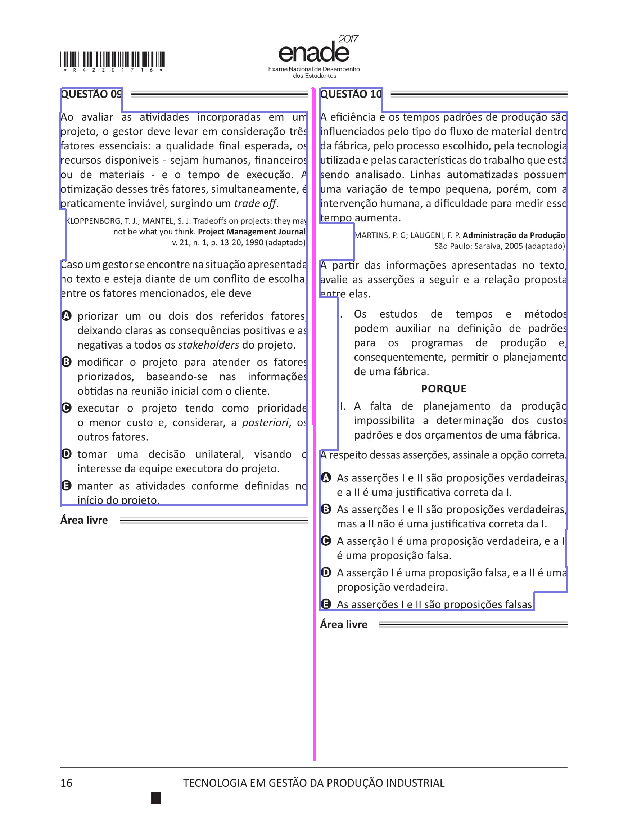 *R4220171 6*
enade2017
Exame Nacional de Desempenho
dos Estudantes
QUESTÃO 09
Ao avaliar as atividades incorporadas em um
projeto, o gestor deve levar em consideração três
fatores essenciais: a qualidade final esperada, os
recursos disponíveis - sejam humanos, financeiros
ou de materiais - e o tempo de execução. A
otimização desses três fatores, simultaneamente, é
praticamente inviável, surgindo um trade off.
KLOPPENBORG, T. J.; MANTEL, S. J. Tradeoffs on projects: they may
not be what you think. Project Management Journal
v. 21, n. 1, p. 13-20, 1990 (adaptado)
Caso um gestor se encontre na situação apresentada
no texto e esteja diante de um conflito de escolha
entre os fatores mencionados, ele deve
A priorizar um ou dois dos referidos fatores
deixando claras as consequências positivas e as
negativas a todos os stakeholders do projeto.
B modificar o projeto para atender os fatores
priorizados, baseando-se nas informações
obtidas na reunião inicial com o cliente.
C executar o projeto tendo como prioridade
o menor custo e, considerar, a posteriori, os
outros fatores.
D tomar uma decisão unilateral, visando o
interesse da equipe executora do projeto.
E manter as atividades conforme definidas no
início do projeto.
Área livre
QUESTÃO 10
A eficiência e os tempos padrões de produção são
influenciados pelo tipo do fluxo de material dentro
da fábrica, pelo processo escolhido, pela tecnologia
utilizada e pelas características do trabalho que está
sendo analisado. Linhas automatizadas possuem
uma variação de tempo pequena, porém, com a
intervenção humana, a dificuldade para medir esse
tempo aumenta.
MARTINS, P. G; LAUGENI, F. P. Administração da Produção
São Paulo: Saraiva, 2005 (adaptado)
A partir das informações apresentadas no texto,
avalie as asserções a seguir e a relação proposta
entre elas.
I. Os estudos de tempos e métodos
podem auxiliar na definição de padrões
para os programas de produção e,
consequentemente, permitir o planejamento
de uma fábrica.
PORQUE
II. A falta de planejamento da produção
impossibilita a determinação dos custos
padrões e dos orçamentos de uma fábrica.
A respeito dessas asserções, assinale a opção correta.
A As asserções I e II são proposições verdadeiras,
e a II é uma justificativa correta da I.
B As asserções I e II são proposições verdadeiras,
mas a II não é uma justificativa correta da I.
C A asserção I é uma proposição verdadeira, e a II
é uma proposição falsa.
D A asserção I é uma proposição falsa, e a II é uma
proposição verdadeira.
E As asserções I e II são proposições falsas
Área livre
16
TECNOLOGIA EM GESTÃO DA PRODUÇÃO INDUSTRIAL